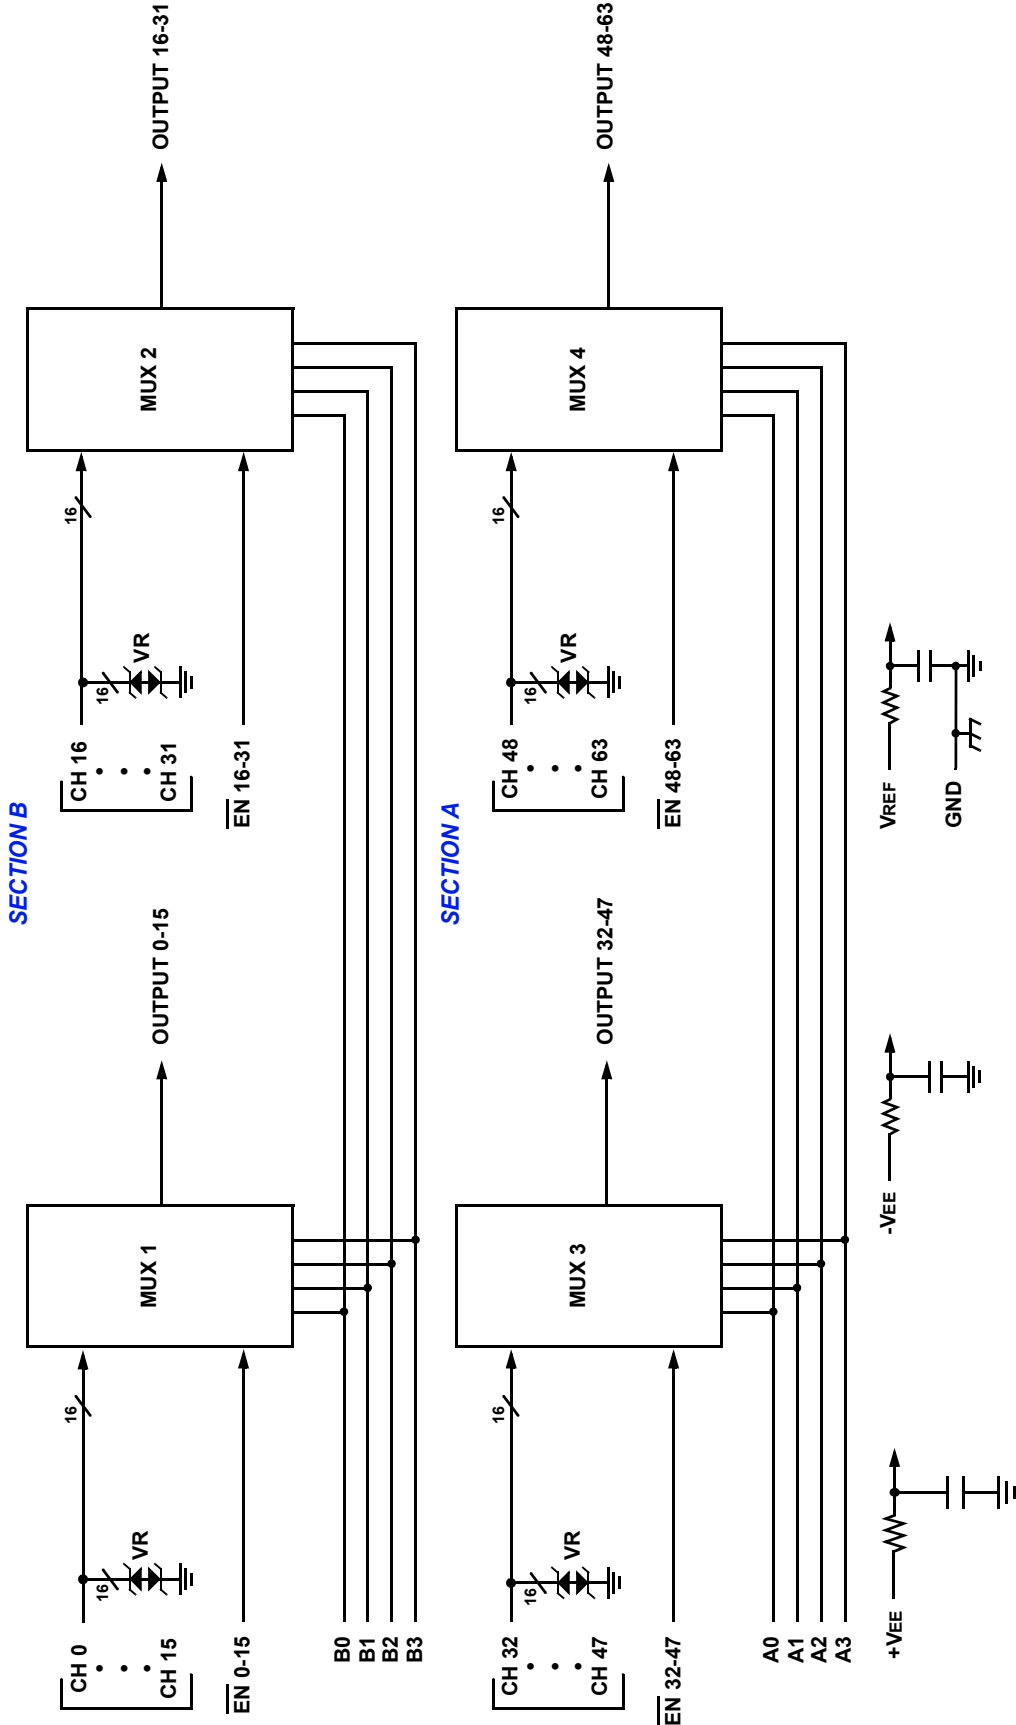 SECTION B
CH 0
CH 15
EN 0-15
16
VR
16
MUX 1
OUTPUT 0-15
CH 16
CH 31
EN 16-31
16
VR
16
MUX 2
OUTPUT 16-31
B0
B1
B2
B3
SECTION A
CH 32
CH 47
EN 32-47
16
VR
16
MUX 3
OUTPUT 32-47
CH 48
CH 63
EN 48-63
16
VR
16
MUX 4
OUTPUT 48-63
A0
A1
A2
A3
+VEE
-VEE
VREF
GND